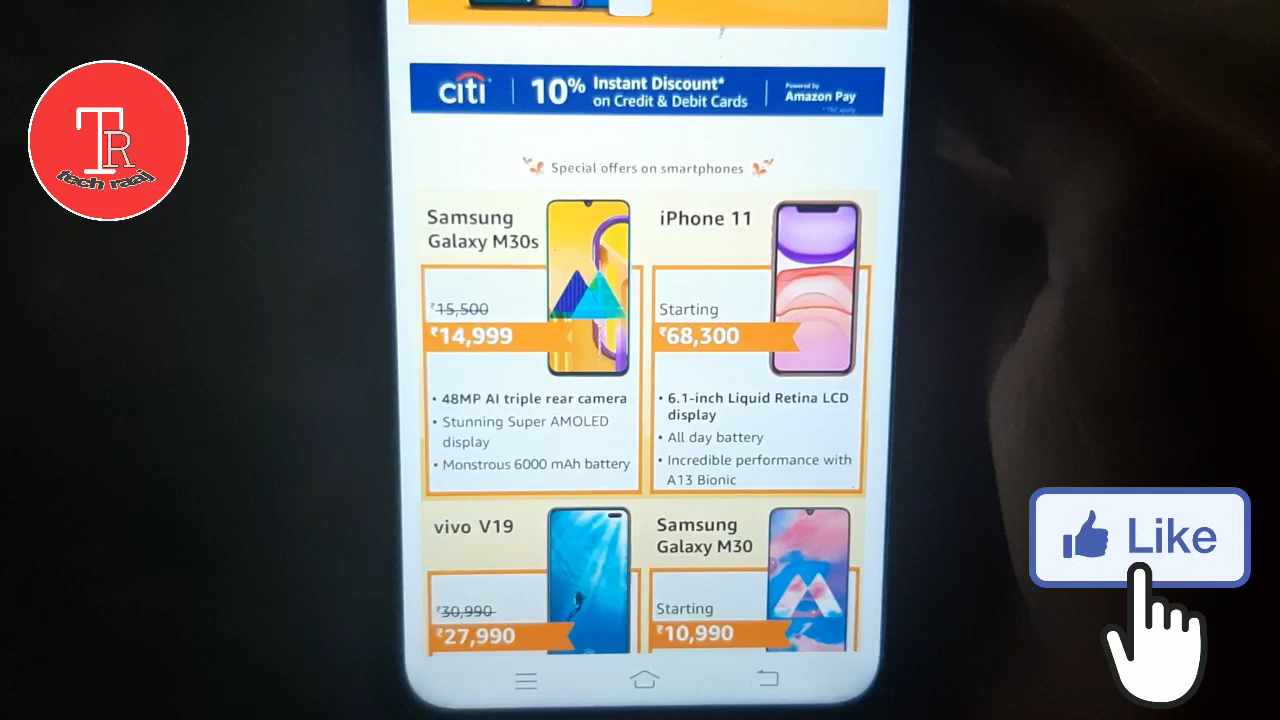 TR
tech raaj
citi
10% Instant Discount*
on Credit & Debit Cards
Powered by
Amazon Pay
*T&C apply
Special offers on smartphones
Samsung
Galaxy M30s
₹15,500
₹14,999
• 48MP AI triple rear camera
• Stunning Super AMOLED
display
• Monstrous 6000 mAh battery
iPhone 11
Starting
₹68,300
• 6.1-inch Liquid Retina LCD
display
• All day battery
• Incredible performance with
A13 Bionic
vivo V19
₹30,990
₹27,990
Samsung
Galaxy M30
Starting
₹10,990
Like